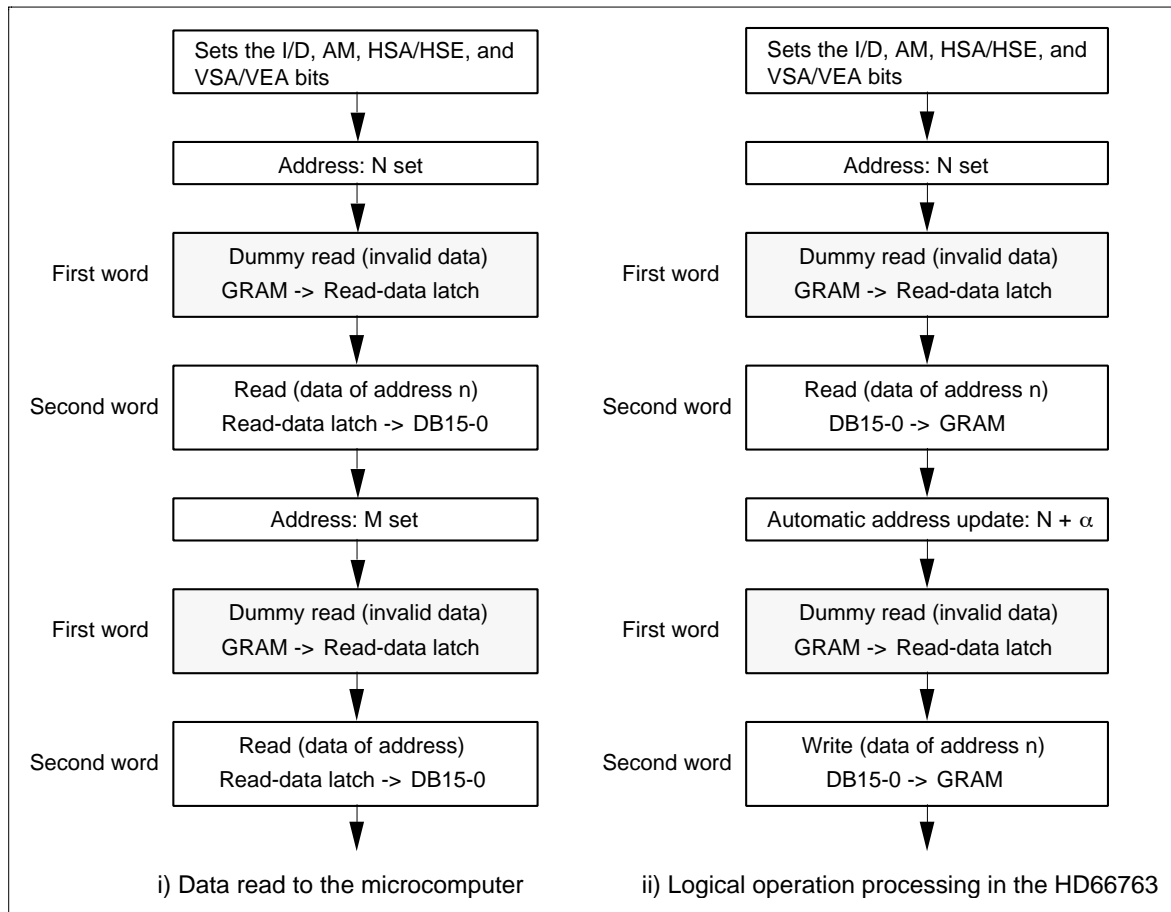 Sets the I/D, AM, HSA/HSE, and
VSA/VEA bits
Address: N set
First word
Dummy read (invalid data)
GRAM -> Read-data latch
Second word
Read (data of address n)
Read-data latch -> DB15-0
Address: M set
First word
Dummy read (invalid data)
GRAM -> Read-data latch
Second word
Read (data of address)
Read-data latch -> DB15-0
i) Data read to the microcomputer
Sets the I/D, AM, HSA/HSE, and
VSA/VEA bits
Address: N set
First word
Dummy read (invalid data)
GRAM -> Read-data latch
Second word
Read (data of address n)
DB15-0 -> GRAM
Automatic address update: N + α
First word
Dummy read (invalid data)
GRAM -> Read-data latch
Second word
Write (data of address n)
DB15-0 -> GRAM
ii) Logical operation processing in the HD66763